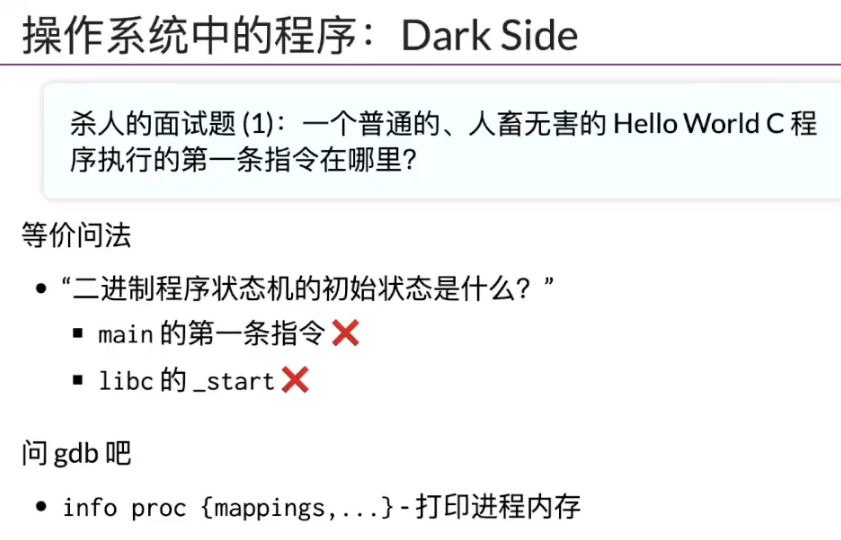 操作系统中的程序：Dark Side
杀人的面试题 (1)：一个普通的、人畜无害的 Hello World C 程
序执行的第一条指令在哪里？
等价问法
“二进制程序状态机的初始状态是什么？”
main 的第一条指令❌
libc 的 _start❌
问 gdb 吧
info proc {mappings,...} - 打印进程内存